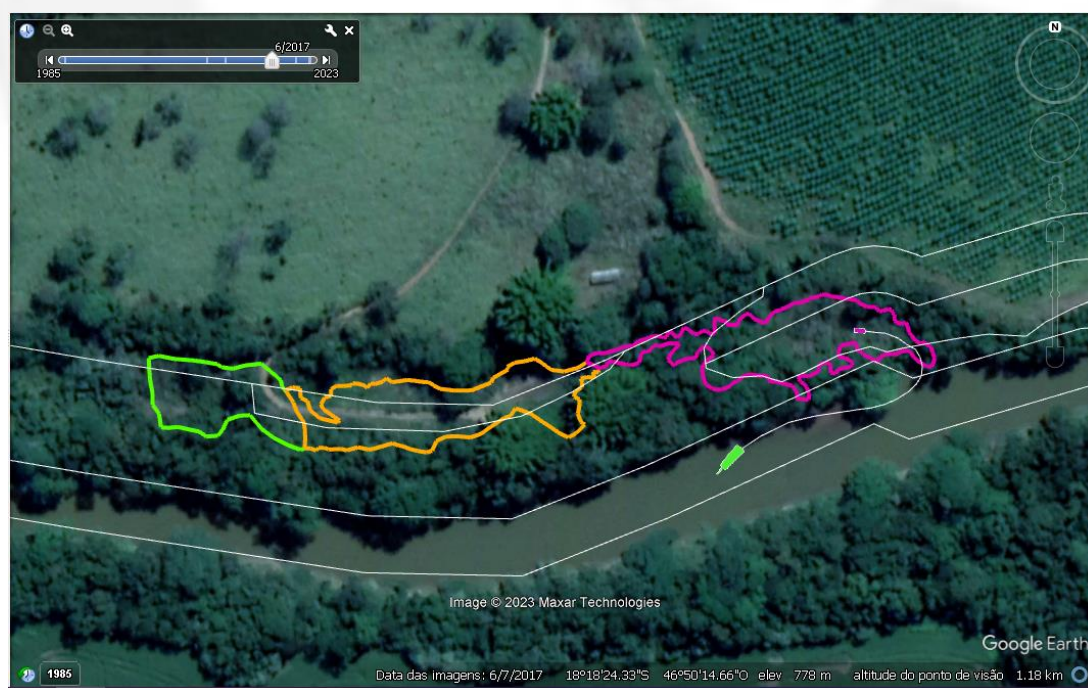 6/2017
1985
2023
N
Image © 2023 Maxar Technologies
Google Earth
1985
Data das imagens: 6/7/2017 18°18'24.33"S 46°50'14.66"O elev 778 m altitude do ponto de visão 1.18 km